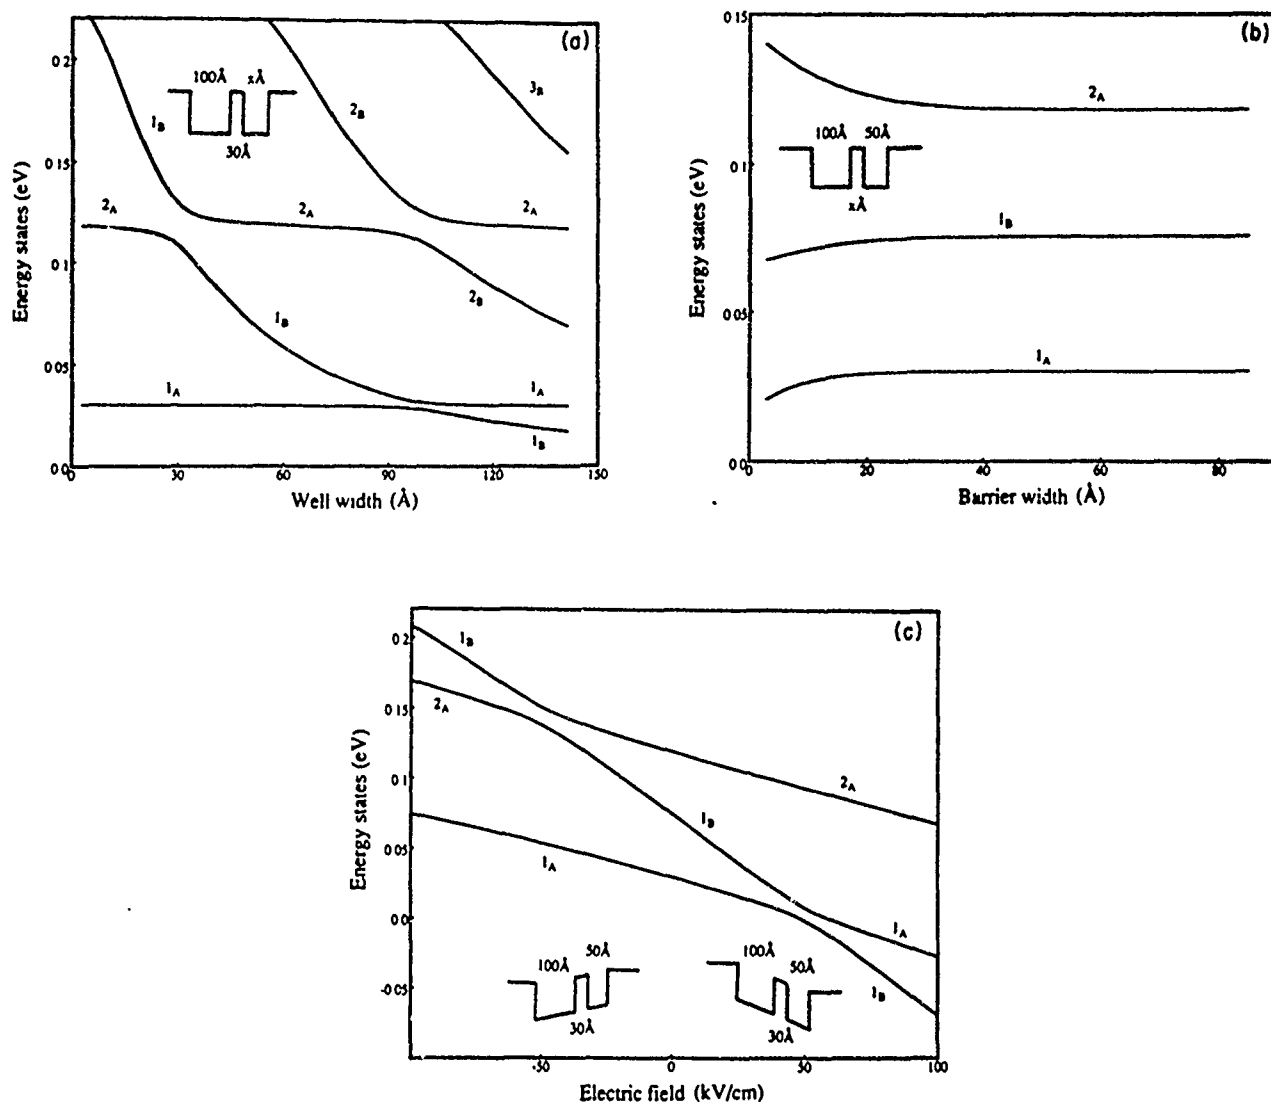 (a)
0 2
0 15
0 1
0 05
0 0
Energy states (eV)
100Å xÅ
30Å
1B
2B
3B
2A 2A 2A
1B
2B
1A 1A
1B
0 30 60 90 120 150
Well width (Å)
(b)
0.15
0.1
0 05
0 0
Energy states (eV)
2A
100Å 50Å
xÅ
1B
1A
0 20 40 60 80
Barrier width (Å)
(c)
0 2
0 15
0 1
0 05
0 0
-0 05
Energy states (eV)
1B
2A
2A
1B
1A
1A
1B
100Å 50Å
30Å
100Å 50Å
30Å
-50 0 50 100
Electric field (kV/cm)